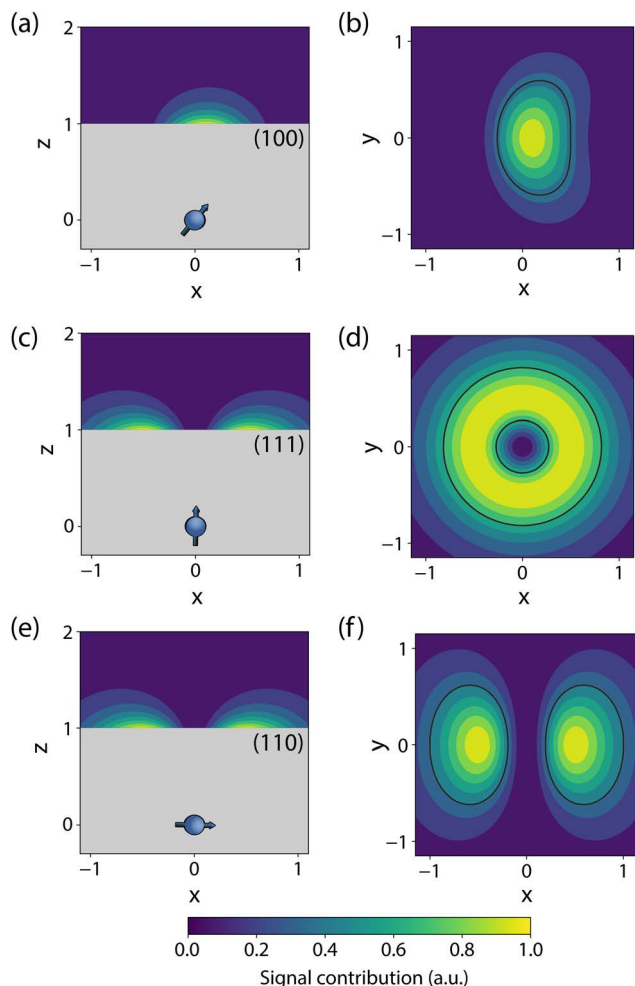 (a)
2
z
1
(100)
0
−1 0 1
x
(b)
1
y
0
−1
−1 0 1
x
(c)
2
z
1
(111)
0
−1 0 1
x
(d)
1
y
0
−1
−1 0 1
x
(e)
2
z
1
(110)
0
−1 0 1
x
(f)
1
y
0
−1
−1 0 1
x
0.0 0.2 0.4 0.6 0.8 1.0
Signal contribution (a.u.)